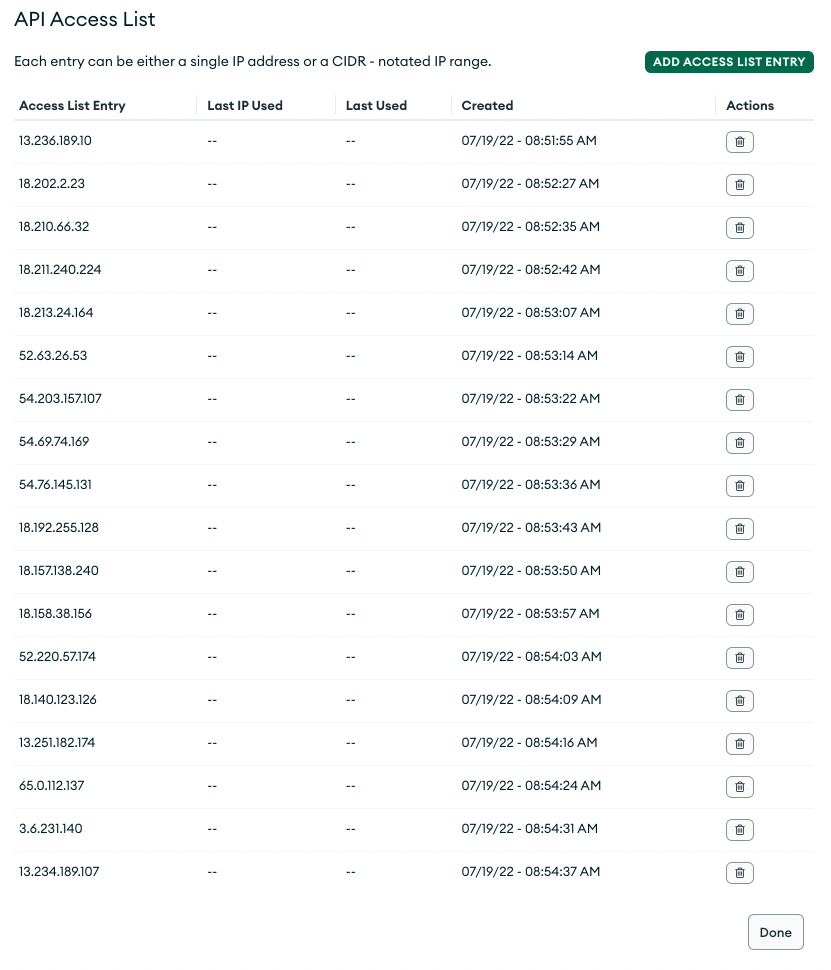 API Access List
Each entry can be either a single IP address or a CIDR - notated IP range. ADD ACCESS LIST ENTRY
Access List Entry Last IP Used Last Used Created Actions
13.236.189.10 -- -- 07/19/22 - 08:51:55 AM
18.202.2.23 -- -- 07/19/22 - 08:52:27 AM
18.210.66.32 -- -- 07/19/22 - 08:52:35 AM
18.211.240.224 -- -- 07/19/22 - 08:52:42 AM
18.213.24.164 -- -- 07/19/22 - 08:53:07 AM
52.63.26.53 -- -- 07/19/22 - 08:53:14 AM
54.203.157.107 -- -- 07/19/22 - 08:53:22 AM
54.69.74.169 -- -- 07/19/22 - 08:53:29 AM
54.76.145.131 -- -- 07/19/22 - 08:53:36 AM
18.192.255.128 -- -- 07/19/22 - 08:53:43 AM
18.157.138.240 -- -- 07/19/22 - 08:53:50 AM
18.158.38.156 -- -- 07/19/22 - 08:53:57 AM
52.220.57.174 -- -- 07/19/22 - 08:54:03 AM
18.140.123.126 -- -- 07/19/22 - 08:54:09 AM
13.251.182.174 -- -- 07/19/22 - 08:54:16 AM
65.0.112.137 -- -- 07/19/22 - 08:54:24 AM
3.6.231.140 -- -- 07/19/22 - 08:54:31 AM
13.234.189.107 -- -- 07/19/22 - 08:54:37 AM
Done